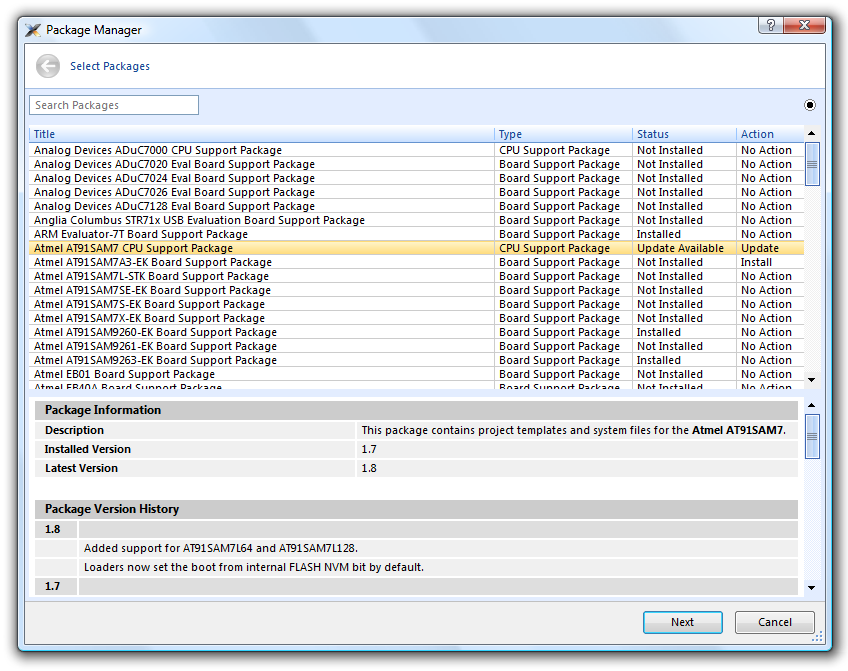 Package Manager
?
Select Packages
Search Packages
Title Type Status Action
Analog Devices ADuC7000 CPU Support Package CPU Support Package Not Installed No Action
Analog Devices ADuC7020 Eval Board Support Package Board Support Package Not Installed No Action
Analog Devices ADuC7024 Eval Board Support Package Board Support Package Not Installed No Action
Analog Devices ADuC7026 Eval Board Support Package Board Support Package Not Installed No Action
Analog Devices ADuC7128 Eval Board Support Package Board Support Package Not Installed No Action
Anglia Columbus STR71x USB Evaluation Board Support Package Board Support Package Not Installed No Action
ARM Evaluator-7T Board Support Package Board Support Package Installed No Action
Atmel AT91SAM7 CPU Support Package CPU Support Package Update Available Update
Atmel AT91SAM7A3-EK Board Support Package Board Support Package Not Installed Install
Atmel AT91SAM7L-STK Board Support Package Board Support Package Not Installed No Action
Atmel AT91SAM7SE-EK Board Support Package Board Support Package Not Installed No Action
Atmel AT91SAM7S-EK Board Support Package Board Support Package Not Installed No Action
Atmel AT91SAM7X-EK Board Support Package Board Support Package Not Installed No Action
Atmel AT91SAM9260-EK Board Support Package Board Support Package Installed No Action
Atmel AT91SAM9261-EK Board Support Package Board Support Package Not Installed No Action
Atmel AT91SAM9263-EK Board Support Package Board Support Package Installed No Action
Atmel EB01 Board Support Package Board Support Package Not Installed No Action
Atmel EB40A Board Support Package Board Support Package Not Installed No Action
Package Information
Description This package contains project templates and system files for the Atmel AT91SAM7.
Installed Version 1.7
Latest Version 1.8
Package Version History
1.8
Added support for AT91SAM7L64 and AT91SAM7L128.
Loaders now set the boot from internal FLASH NVM bit by default.
1.7
Next Cancel